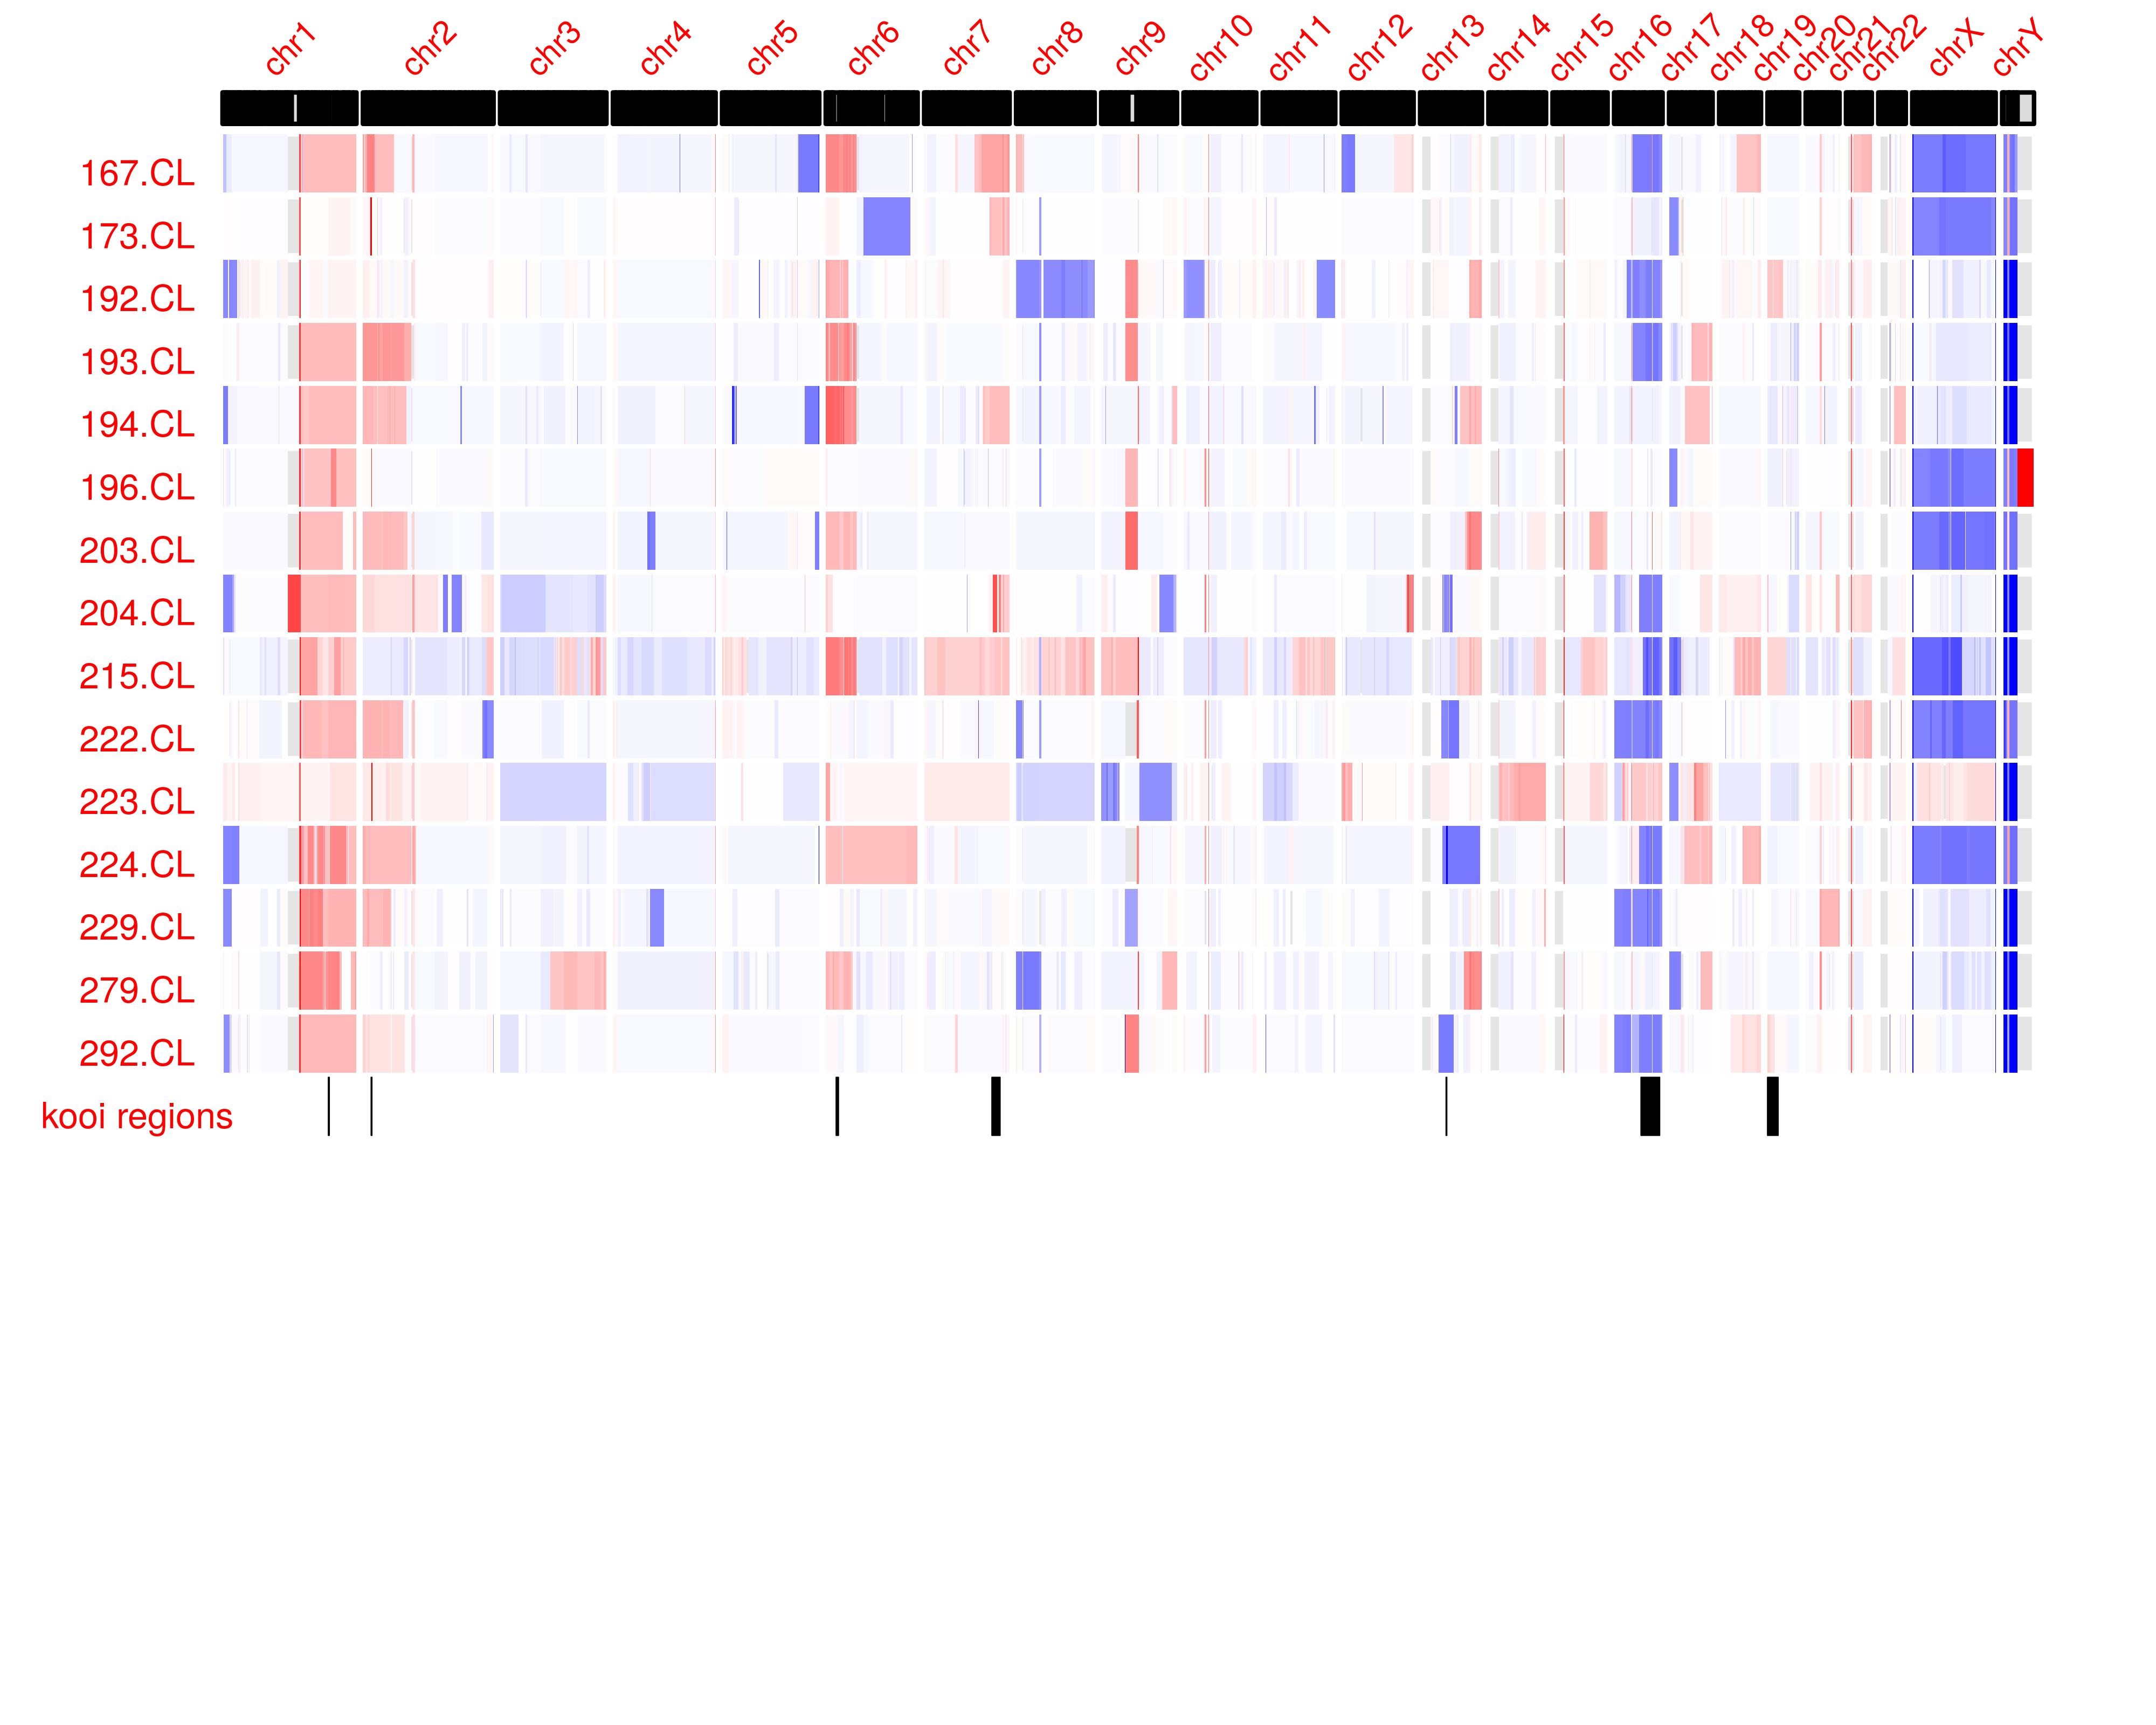 chr1 chr2 chr3 chr4 chr5 chr6 chr7 chr8 chr9 chr10 chr11 chr12 chr13 chr14 chr15 chr16 chr17 chr18 chr19 chr20 chr21 chr22 chrX chrY
167.CL
173.CL
192.CL
193.CL
194.CL
196.CL
203.CL
204.CL
215.CL
222.CL
223.CL
224.CL
229.CL
279.CL
292.CL
kooi regions